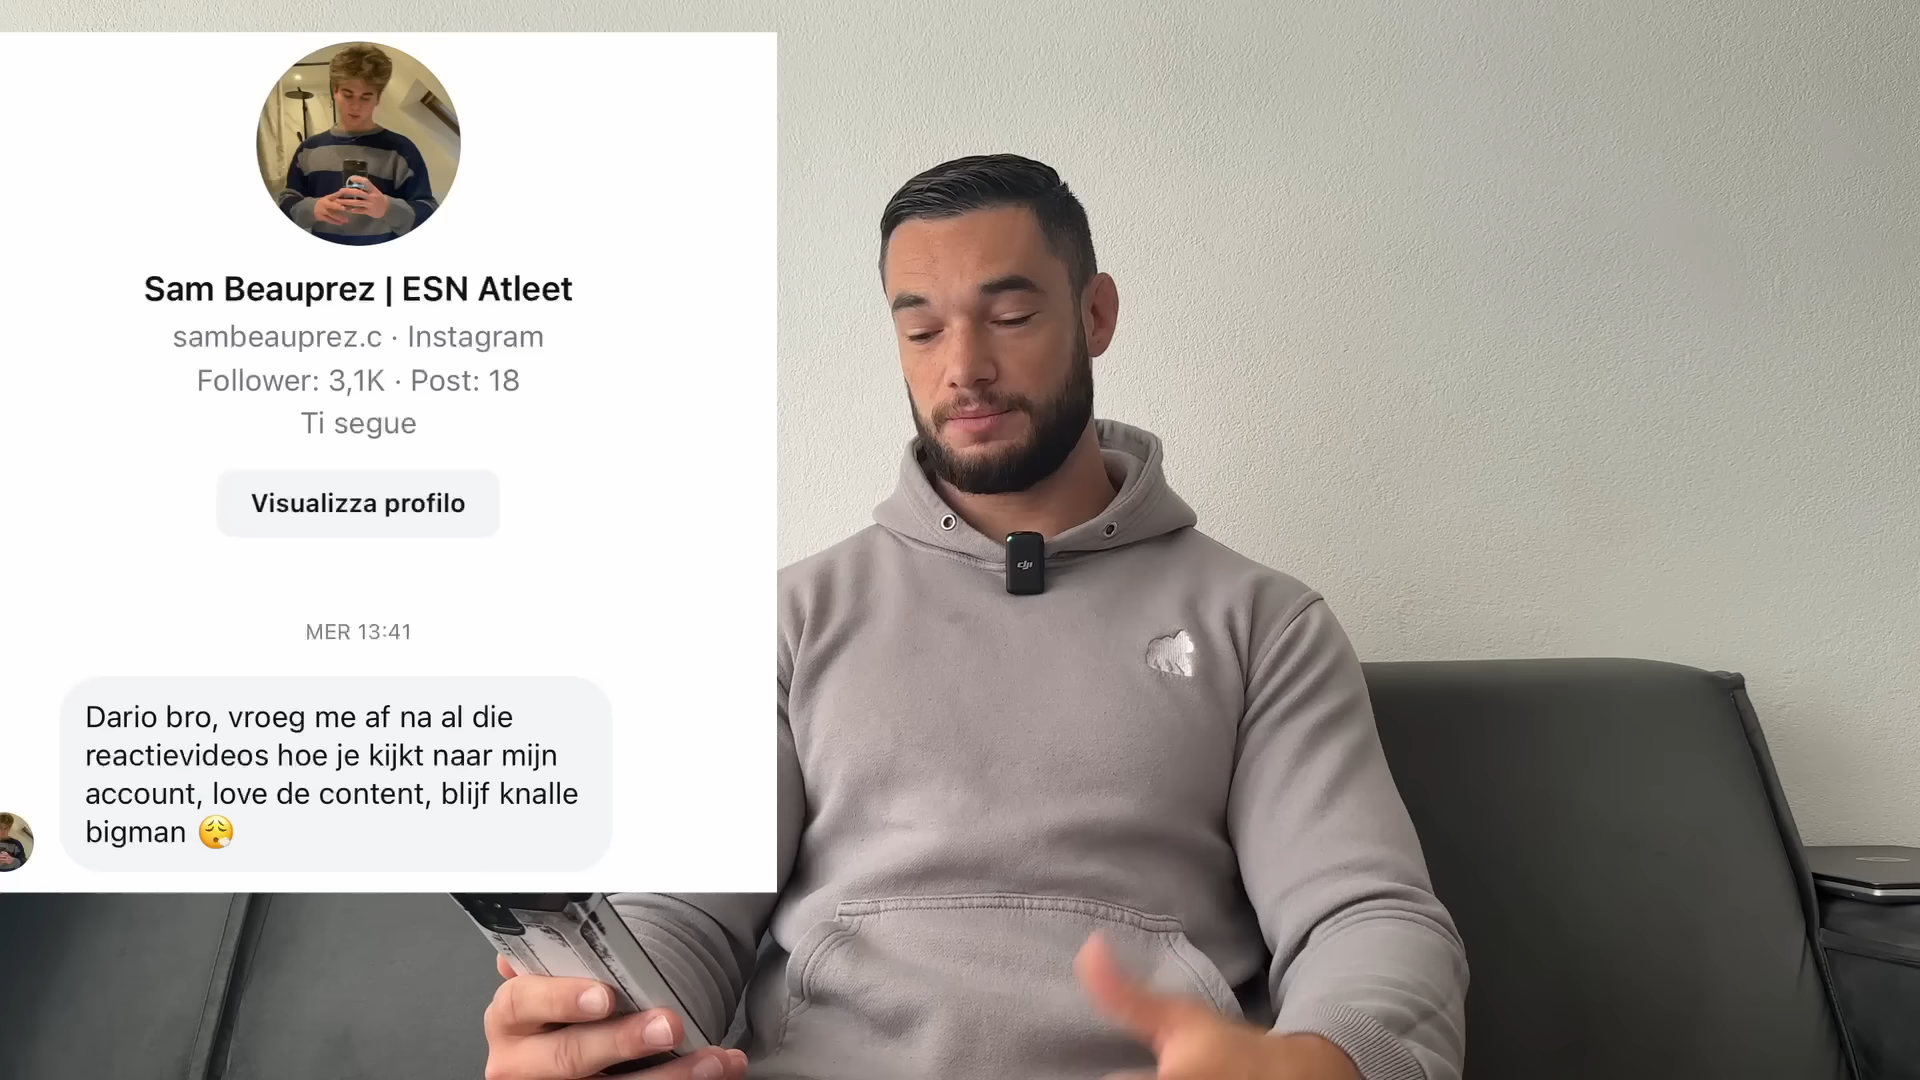 Sam Beauprez | ESN Atleet
sambeauprez.c · Instagram
Follower: 3,1K · Post: 18
Ti segue
Visualizza profilo
MER 13:41
Dario bro, vroeg me af na al die
reactievideos hoe je kijkt naar mijn
account, love de content, blijf knalle
bigman 😮‍💨
dji